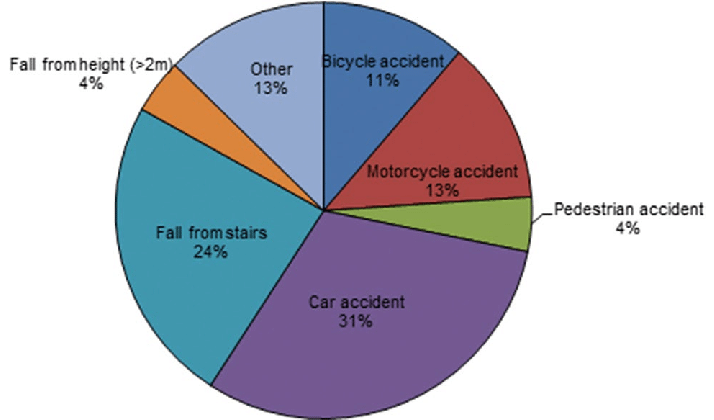 Bicycle accident
11%
Motorcycle accident
13%
Pedestrian accident
4%
Car accident
31%
Fall from stairs
24%
Fall from height (>2m)
4%
Other
13%